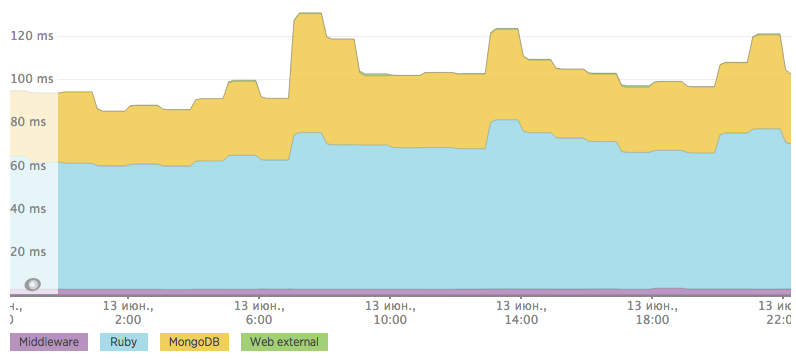 120 ms
100 ms
80 ms
60 ms
40 ms
20 ms
н., 13 июн., 13 июн., 13 июн., 13 июн., 13 июн., 13 ию
0 2:00 6:00 10:00 14:00 18:00 22:0
Middleware Ruby MongoDB Web external